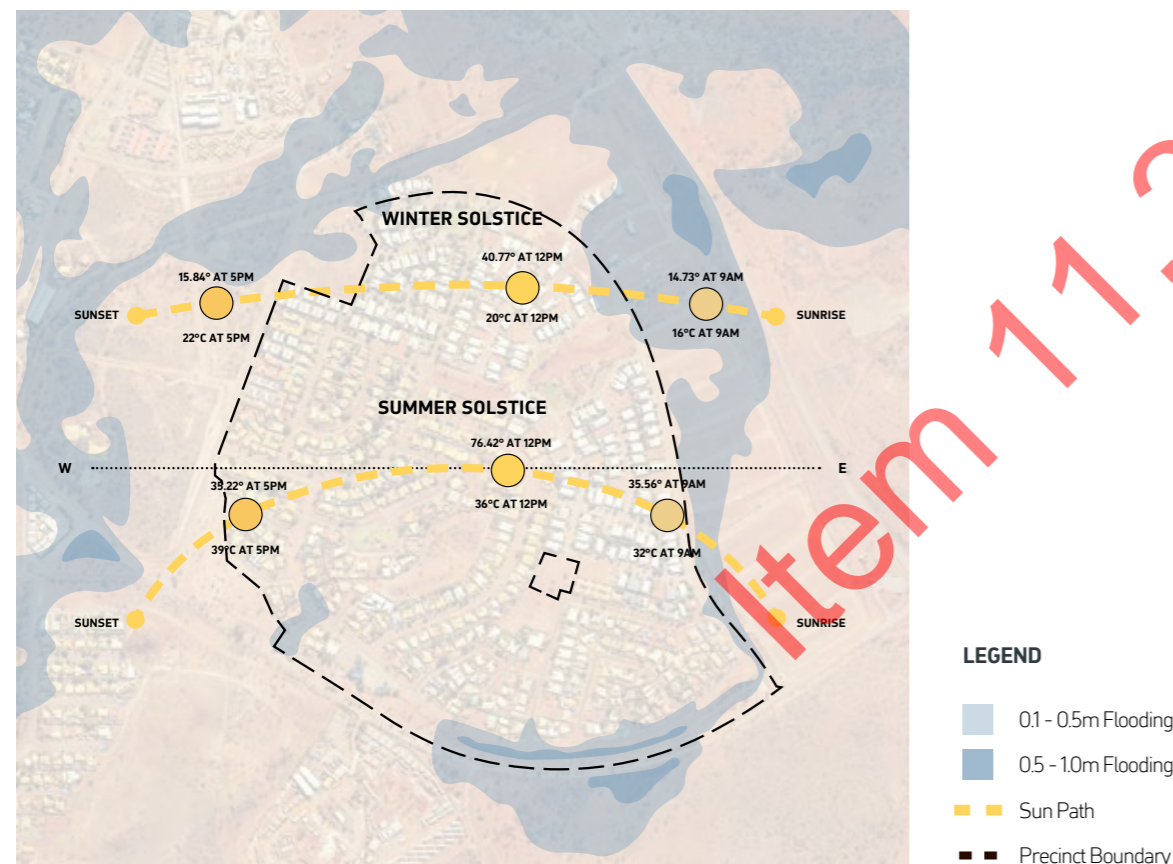 WINTER SOLSTICE
40.77° AT 12PM
15.84° AT 5PM
14.73° AT 9AM
SUNSET
SUNRISE
20°C AT 12PM
22°C AT 5PM
16°C AT 9AM
SUMMER SOLSTICE
76.42° AT 12PM
W
E
35.22° AT 5PM
35.56° AT 9AM
36°C AT 12PM
39°C AT 5PM
32°C AT 9AM
SUNSET
SUNRISE
Item 11.
LEGEND
0.1 - 0.5m Flooding
0.5 - 1.0m Flooding
Sun Path
Precinct Boundary